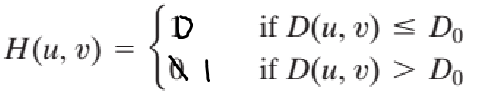 H(u, v) = { D if D(u, v) ≤ D₀
0 1 if D(u, v) > D₀